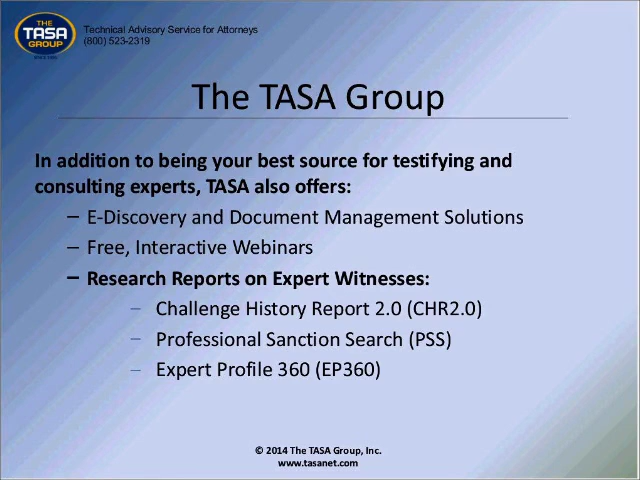 THE
TASA
GROUP
Technical Advisory Service for Attorneys
(800) 523-2319
The TASA Group
In addition to being your best source for testifying and
consulting experts, TASA also offers:
– E-Discovery and Document Management Solutions
– Free, Interactive Webinars
– Research Reports on Expert Witnesses:
– Challenge History Report 2.0 (CHR2.0)
– Professional Sanction Search (PSS)
– Expert Profile 360 (EP360)
© 2014 The TASA Group, Inc.
www.tasanet.com